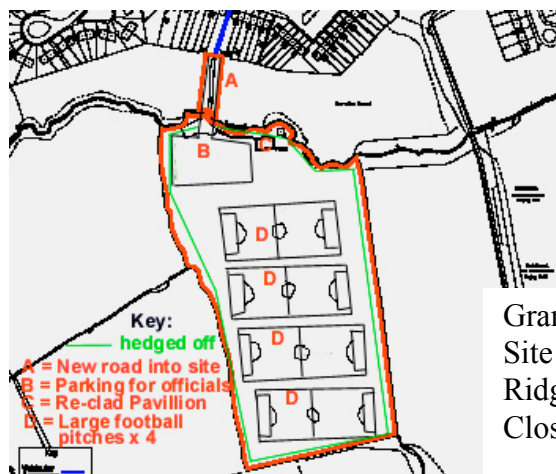 A
B
C
D
D
D
D
Key:
hedged off
A = New road into site
B = Parking for officials
C = Re-clad Pavillion
D = Large football
pitches x 4
Key
Gran
Site
Ridg
Clos